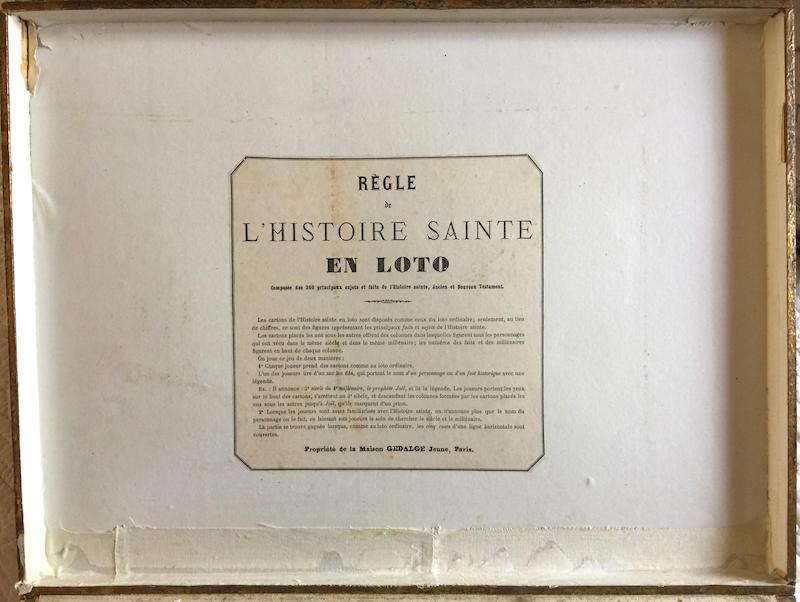 RÈGLE
de
L'HISTOIRE SAINTE
EN LOTO
Composée des 360 principaux sujets et faits de l'Histoire sainte, Ancien et Nouveau Testament.
Les cartons de l'Histoire sainte en loto sont disposés comme ceux du loto ordinaire; seulement, au lieu
de chiffres, ce sont des figures représentant les principaux faits et sujets de l'Histoire sainte.
Les cartons placés les uns sous les autres offrent des colonnes dans lesquelles figurent tous les personnages
qui ont vécu dans le même siècle et dans le même millénaire; les numéros des faits et des millénaires
figurent en haut de chaque colonne.
On joue ce jeu de deux manières :
1° Chaque joueur prend des cartons comme au loto ordinaire.
L'un des joueurs tire d'un sac les dés, qui portent le nom d'un personnage ou d'un fait historique avec une
légende.
Ex. : Il annonce : 3e siècle du 4e millénaire, le prophète Joël, et lit la légende. Les joueurs portent les yeux
sur le haut des cartons, s'arrêtent au 3e siècle, et descendent les colonnes formées par les cartons placés les
uns sous les autres jusqu'à Joël, qu'ils marquent d'un jeton.
2° Lorsque les joueurs sont assez familiarisés avec l'Histoire sainte, on n'annonce plus que le nom du
personnage ou le fait, en laissant aux joueurs le soin de chercher le siècle et le millénaire.
La partie se trouve gagnée lorsque, comme au loto ordinaire, les cinq cases d'une ligne horizontale sont
couvertes.
Propriété de la Maison GEDALGE Jeune, Paris.